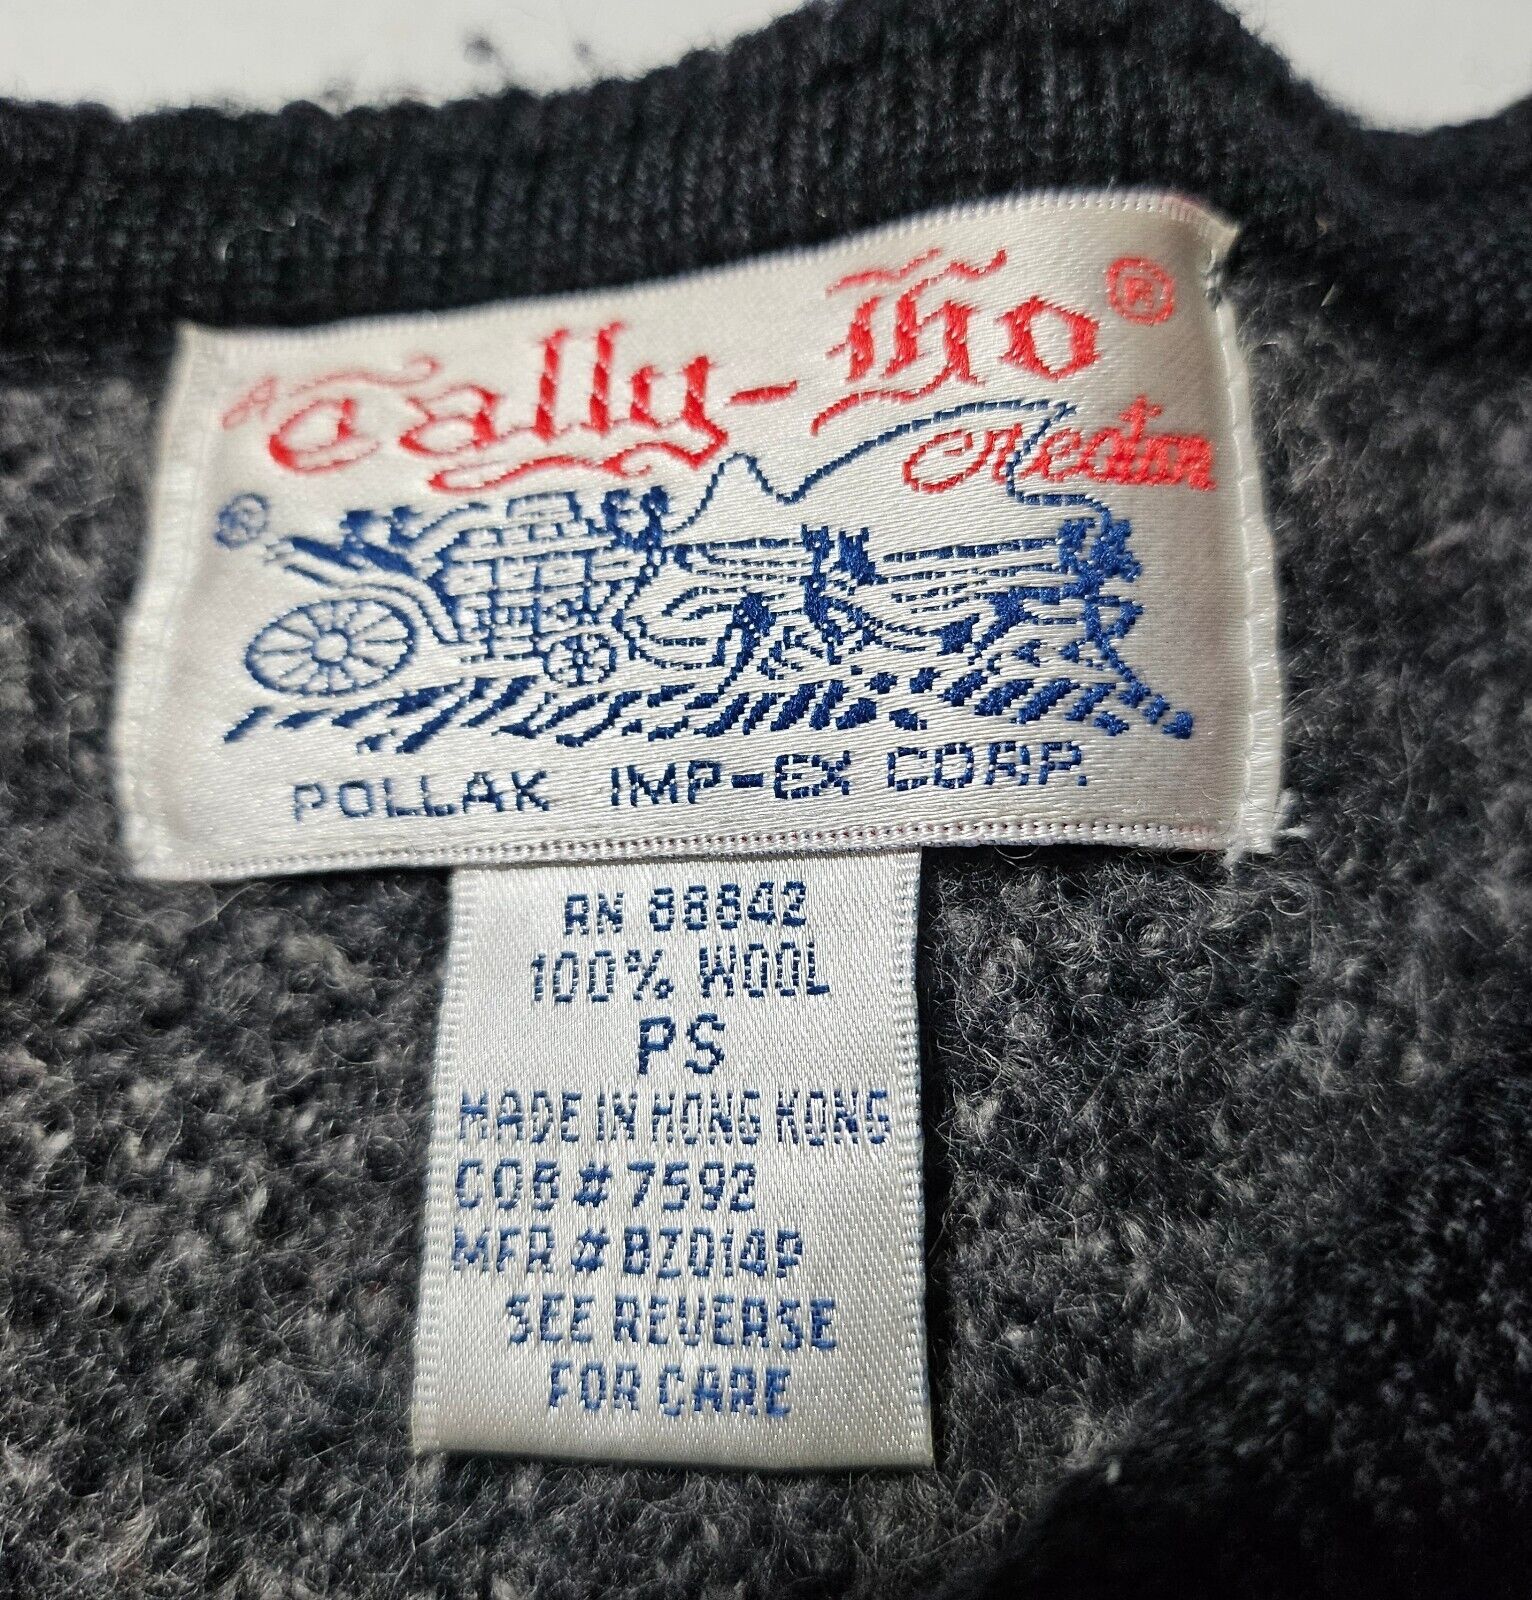 "A Tally-Ho®
Creation
®
POLLAK IMP-EX CORP.
RN 88842
100% WOOL
PS
MADE IN HONG KONG
COB # 7592
MFR # BZ014P
SEE REVERSE
FOR CARE